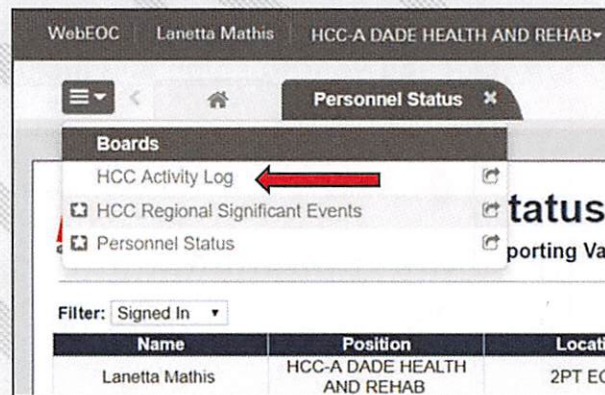 WebEOC Lanetta Mathis HCC-A DADE HEALTH AND REHAB
Personnel Status ×
Boards
HCC Activity Log
HCC Regional Significant Events
Personnel Status
tatus
porting Va
Filter: Signed In
Name Position Locati
Lanetta Mathis HCC-A DADE HEALTH AND REHAB 2PT EO